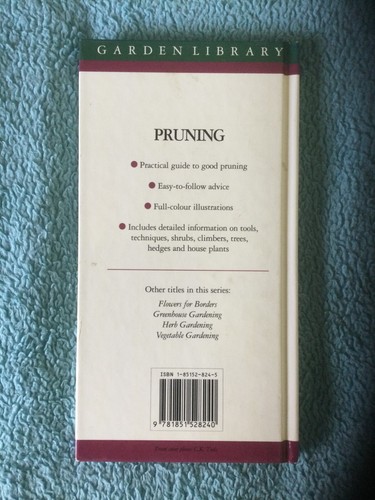 GARDEN LIBRARY
PRUNING
● Practical guide to good pruning
● Easy-to-follow advice
● Full-colour illustrations
● Includes detailed information on tools,
techniques, shrubs, climbers, trees,
hedges and house plants
Other titles in this series:
Flowers for Borders
Greenhouse Gardening
Herb Gardening
Vegetable Gardening
ISBN 1-85152-824-5
9 781851 528240